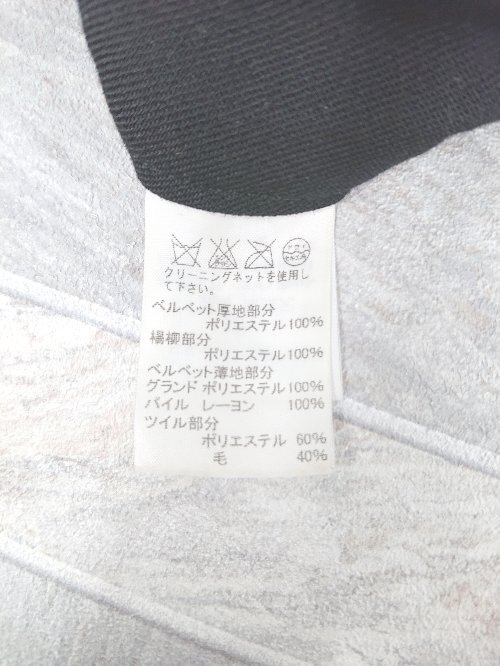 クリーニングネットを使用し
て下さい。
ベルベット厚地部分
ポリエステル100%
楊柳部分
ポリエステル100%
ベルベット薄地部分
グランド ポリエステル100%
パイル レーヨン 100%
ツイル部分
ポリエステル 60%
毛 40%